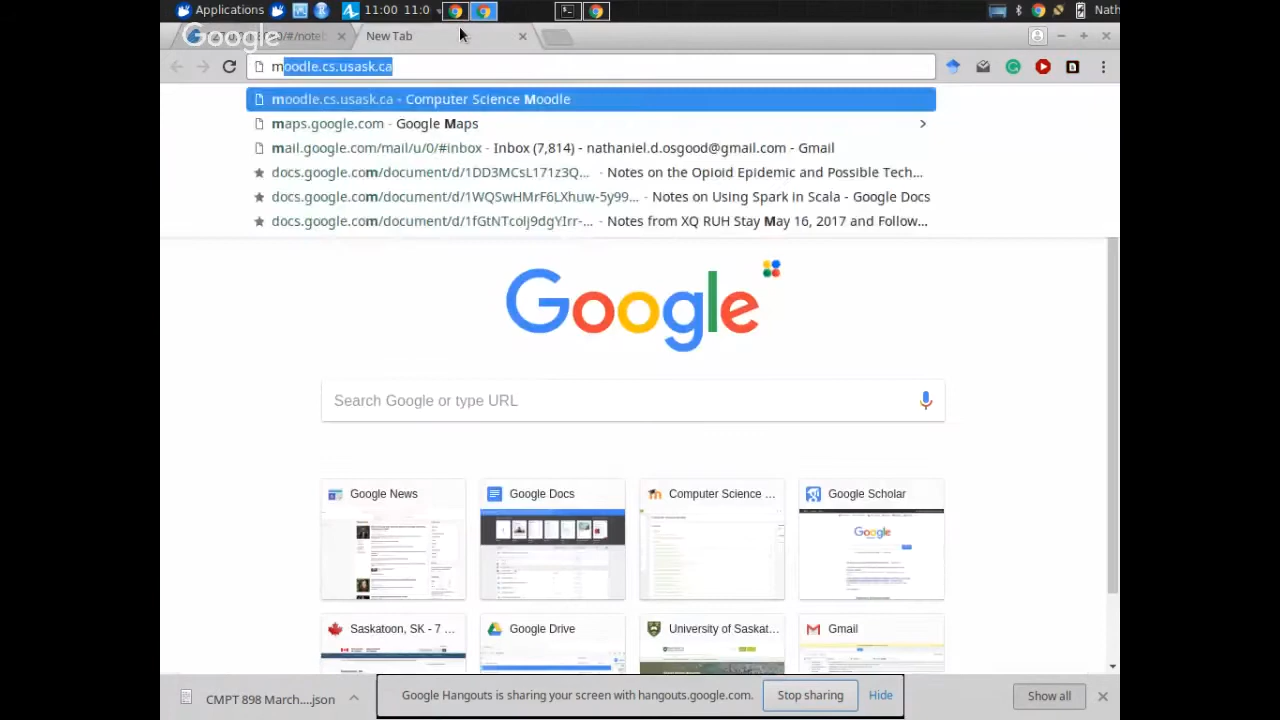 Applications 11:00 11:0 Nath
Google
/#/note New Tab
moodle.cs.usask.ca
moodle.cs.usask.ca - Computer Science Moodle
maps.google.com - Google Maps
mail.google.com/mail/u/0/#inbox - Inbox (7,814) - nathaniel.d.osgood@gmail.com - Gmail
docs.google.com/document/d/1DD3MCsL171z3Q... - Notes on the Opioid Epidemic and Possible Tech...
docs.google.com/document/d/1WQSwHMrF6LXhuw-5y99... - Notes on Using Spark in Scala - Google Docs
docs.google.com/document/d/1fGtNTcolj9dgYIrr-... - Notes from XQ RUH Stay May 16, 2017 and Follow...
Google
Search Google or type URL
Google News Google Docs Computer Science ... Google Scholar
Google
Saskatoon, SK - 7 ... Google Drive University of Saskat... Gmail
CMPT 898 March....json Google Hangouts is sharing your screen with hangouts.google.com. Stop sharing Hide Show all